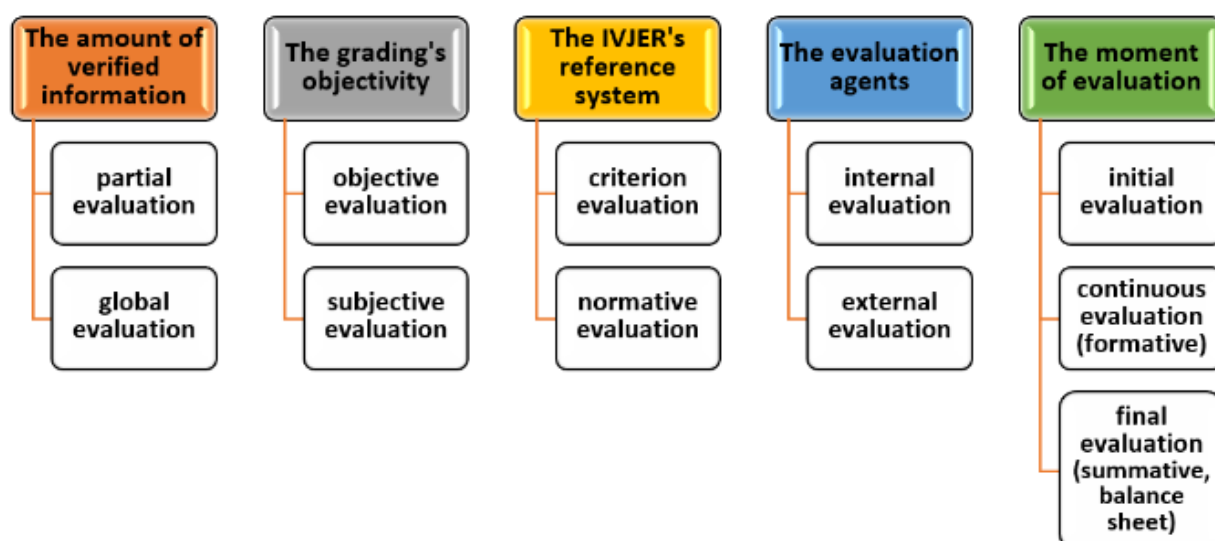 The amount of
verified
information
partial
evaluation
global
evaluation
The grading's
objectivity
objective
evaluation
subjective
evaluation
The IVJER's
reference
system
criterion
evaluation
normative
evaluation
The evaluation
agents
internal
evaluation
external
evaluation
The moment
of evaluation
initial
evaluation
continuous
evaluation
(formative)
final
evaluation
(summative,
balance
sheet)